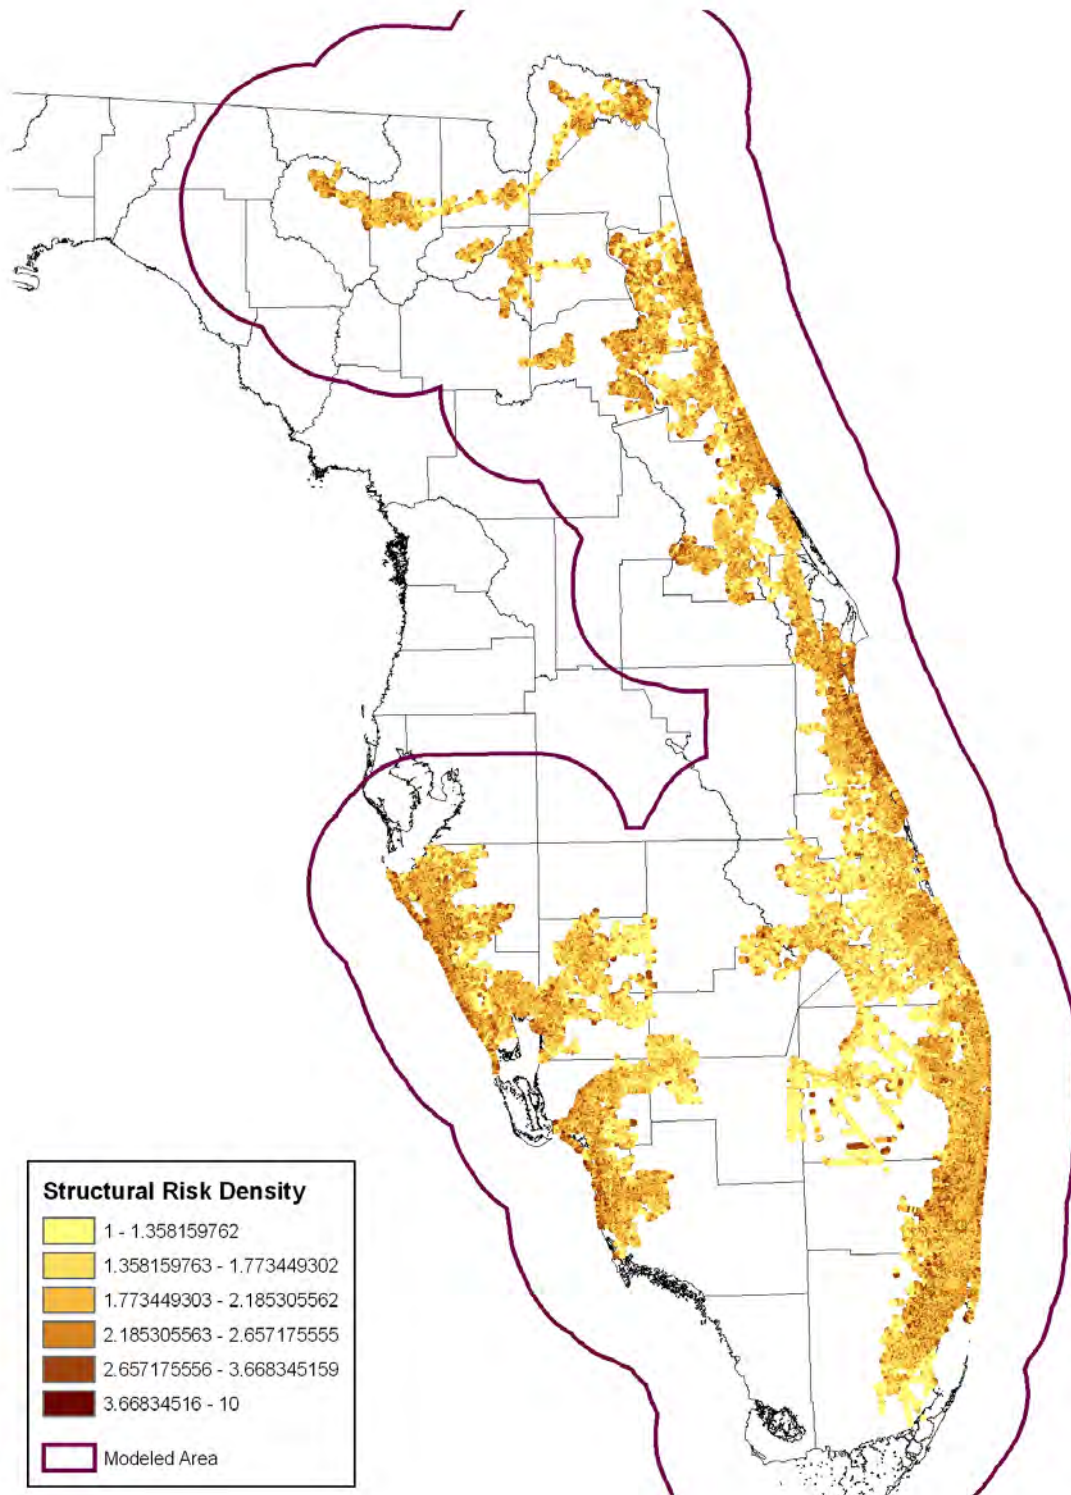 Structural Risk Density
1 - 1.358159762
1.358159763 - 1.773449302
1.773449303 - 2.185305562
2.185305563 - 2.657175555
2.657175556 - 3.668345159
3.66834516 - 10
Modeled Area